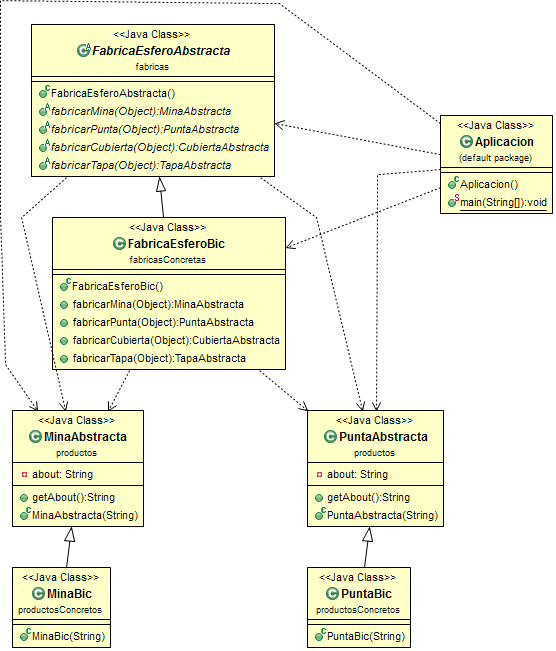 <<Java Class>>
FabricaEsferoAbstracta
fabricas
FabricaEsferoAbstracta()
fabricarMina(Object):MinaAbstracta
fabricarPunta(Object):PuntaAbstracta
fabricarCubierta(Object):CubiertaAbstracta
fabricarTapa(Object):TapaAbstracta
<<Java Class>>
Aplicacion
(default package)
Aplicacion()
main(String[]):void
<<Java Class>>
FabricaEsferoBic
fabricasConcretas
FabricaEsferoBic()
fabricarMina(Object):MinaAbstracta
fabricarPunta(Object):PuntaAbstracta
fabricarCubierta(Object):CubiertaAbstracta
fabricarTapa(Object):TapaAbstracta
<<Java Class>>
MinaAbstracta
productos
about: String
getAbout():String
MinaAbstracta(String)
<<Java Class>>
PuntaAbstracta
productos
about: String
getAbout():String
PuntaAbstracta(String)
<<Java Class>>
MinaBic
productosConcretos
MinaBic(String)
<<Java Class>>
PuntaBic
productosConcretos
PuntaBic(String)